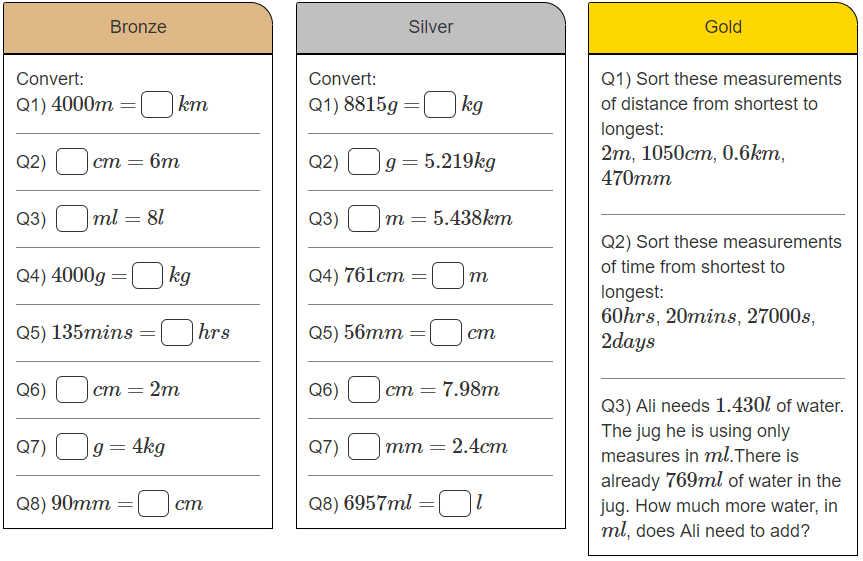 Bronze
Convert:
Q1) 4000m = km
Q2) cm = 6m
Q3) ml = 8l
Q4) 4000g = kg
Q5) 135mins = hrs
Q6) cm = 2m
Q7) g = 4kg
Q8) 90mm = cm
Silver
Convert:
Q1) 8815g = kg
Q2) g = 5.219kg
Q3) m = 5.438km
Q4) 761cm = m
Q5) 56mm = cm
Q6) cm = 7.98m
Q7) mm = 2.4cm
Q8) 6957ml = l
Gold
Q1) Sort these measurements
of distance from shortest to
longest:
2m, 1050cm, 0.6km,
470mm
Q2) Sort these measurements
of time from shortest to
longest:
60hrs, 20mins, 27000s,
2days
Q3) Ali needs 1.430l of water.
The jug he is using only
measures in ml.There is
already 769ml of water in the
jug. How much more water, in
ml, does Ali need to add?